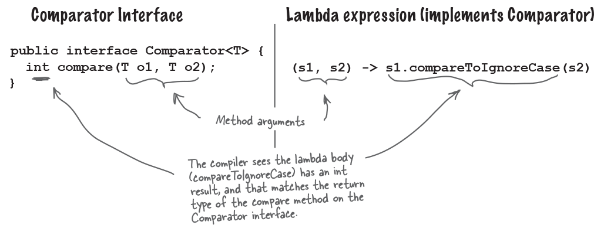 Comparator Interface
public interface Comparator<T> {
int compare(T o1, T o2);
}
Lambda expression (implements Comparator)
(s1, s2) -> s1.compareToIgnoreCase(s2)
Method arguments
The compiler sees the lambda body
(compareToIgnoreCase) has an int
result, and that matches the return
type of the compare method on the
Comparator interface.